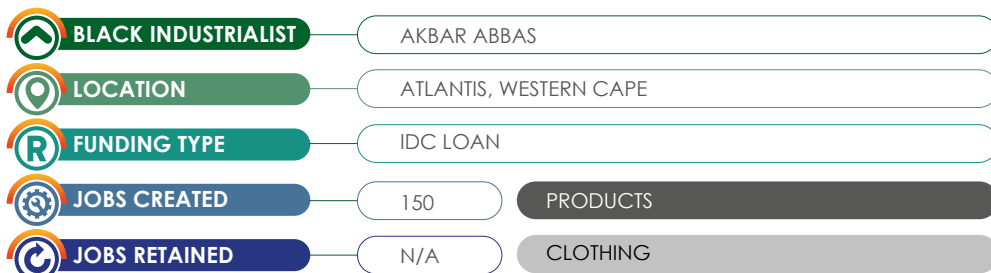 BLACK INDUSTRIALIST AKBAR ABBAS
LOCATION ATLANTIS, WESTERN CAPE
R FUNDING TYPE IDC LOAN
JOBS CREATED 150 PRODUCTS
JOBS RETAINED N/A CLOTHING